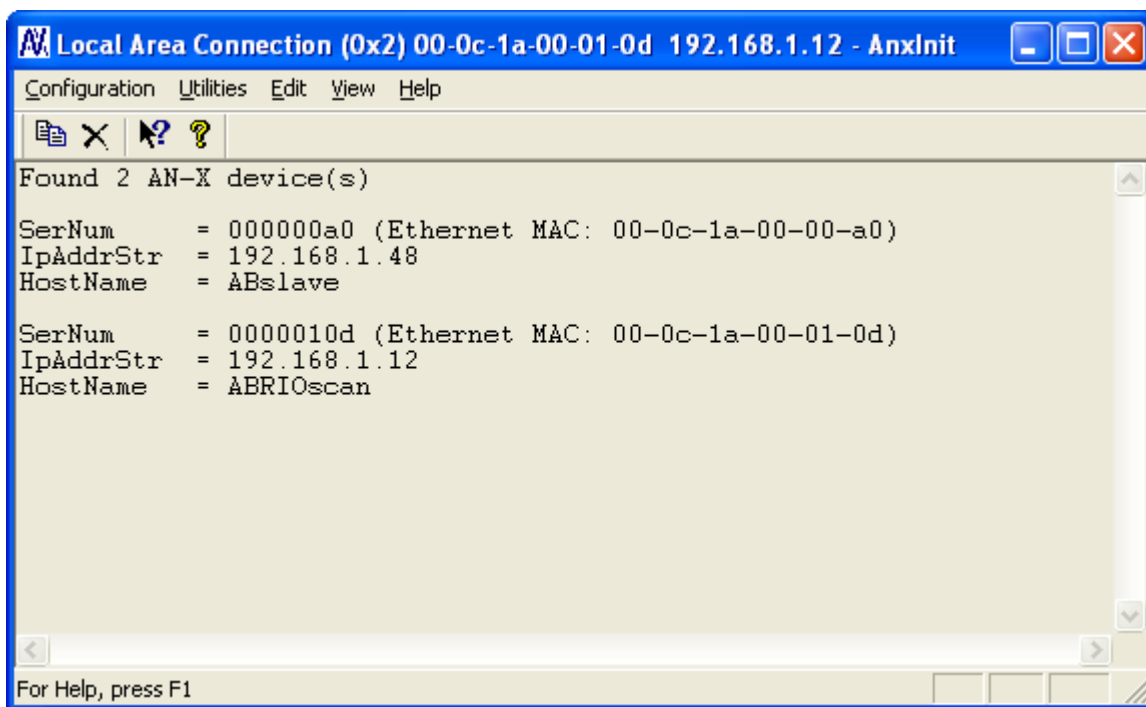 Local Area Connection (0x2) 00-0c-1a-00-01-0d 192.168.1.12 - AnxInit
Configuration Utilities Edit View Help
Found 2 AN-X device(s)
SerNum = 000000a0 (Ethernet MAC: 00-0c-1a-00-00-a0)
IpAddrStr = 192.168.1.48
HostName = ABslave
SerNum = 0000010d (Ethernet MAC: 00-0c-1a-00-01-0d)
IpAddrStr = 192.168.1.12
HostName = ABRIOscan
For Help, press F1